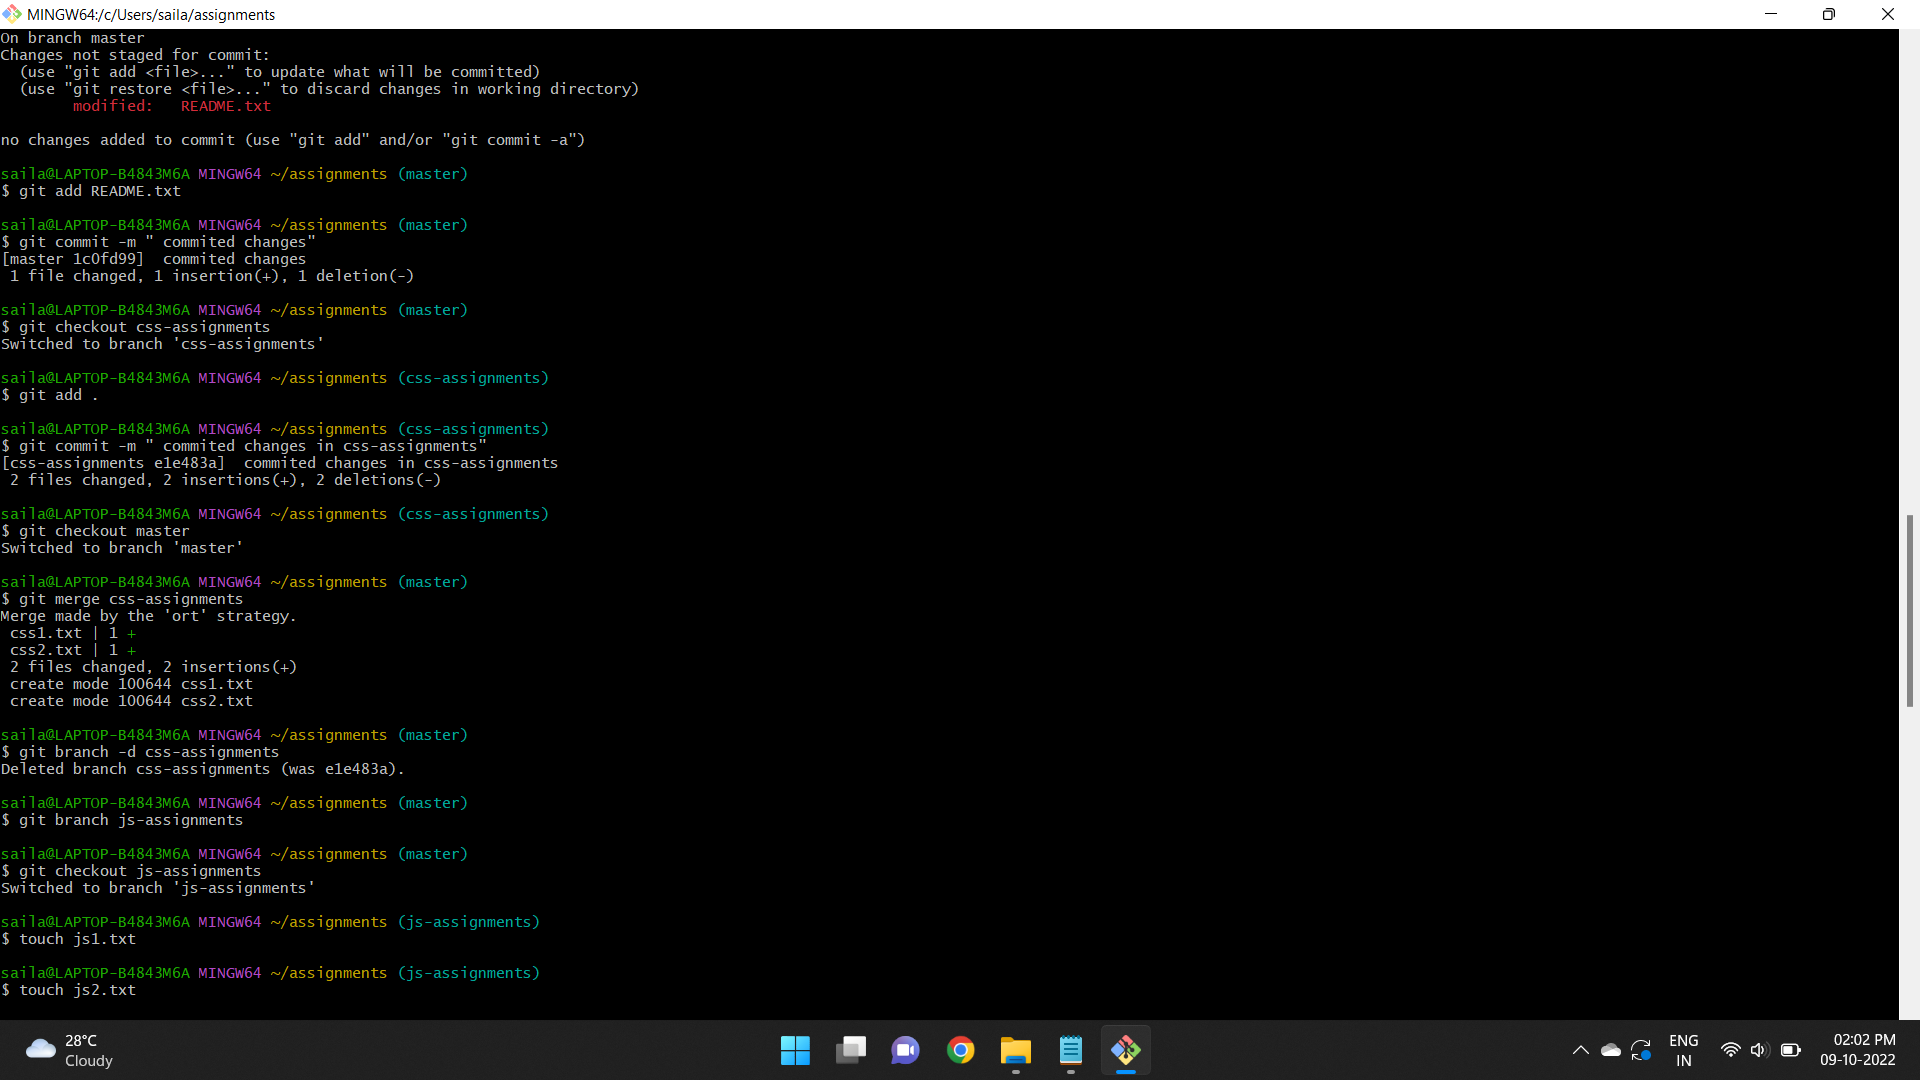 MINGW64:/c/Users/saila/assignments
On branch master
Changes not staged for commit:
  (use "git add <file>..." to update what will be committed)
  (use "git restore <file>..." to discard changes in working directory)
        modified:   README.txt

no changes added to commit (use "git add" and/or "git commit -a")

saila@LAPTOP-B4843M6A MINGW64 ~/assignments (master)
$ git add README.txt

saila@LAPTOP-B4843M6A MINGW64 ~/assignments (master)
$ git commit -m " commited changes"
[master 1c0fd99]  commited changes
 1 file changed, 1 insertion(+), 1 deletion(-)

saila@LAPTOP-B4843M6A MINGW64 ~/assignments (master)
$ git checkout css-assignments
Switched to branch 'css-assignments'

saila@LAPTOP-B4843M6A MINGW64 ~/assignments (css-assignments)
$ git add .

saila@LAPTOP-B4843M6A MINGW64 ~/assignments (css-assignments)
$ git commit -m " commited changes in css-assignments"
[css-assignments e1e483a]  commited changes in css-assignments
 2 files changed, 2 insertions(+), 2 deletions(-)

saila@LAPTOP-B4843M6A MINGW64 ~/assignments (css-assignments)
$ git checkout master
Switched to branch 'master'

saila@LAPTOP-B4843M6A MINGW64 ~/assignments (master)
$ git merge css-assignments
Merge made by the 'ort' strategy.
 css1.txt | 1 +
 css2.txt | 1 +
 2 files changed, 2 insertions(+)
 create mode 100644 css1.txt
 create mode 100644 css2.txt

saila@LAPTOP-B4843M6A MINGW64 ~/assignments (master)
$ git branch -d css-assignments
Deleted branch css-assignments (was e1e483a).

saila@LAPTOP-B4843M6A MINGW64 ~/assignments (master)
$ git branch js-assignments

saila@LAPTOP-B4843M6A MINGW64 ~/assignments (master)
$ git checkout js-assignments
Switched to branch 'js-assignments'

saila@LAPTOP-B4843M6A MINGW64 ~/assignments (js-assignments)
$ touch js1.txt

saila@LAPTOP-B4843M6A MINGW64 ~/assignments (js-assignments)
$ touch js2.txt
28°C
Cloudy
ENG
IN
02:02 PM
09-10-2022